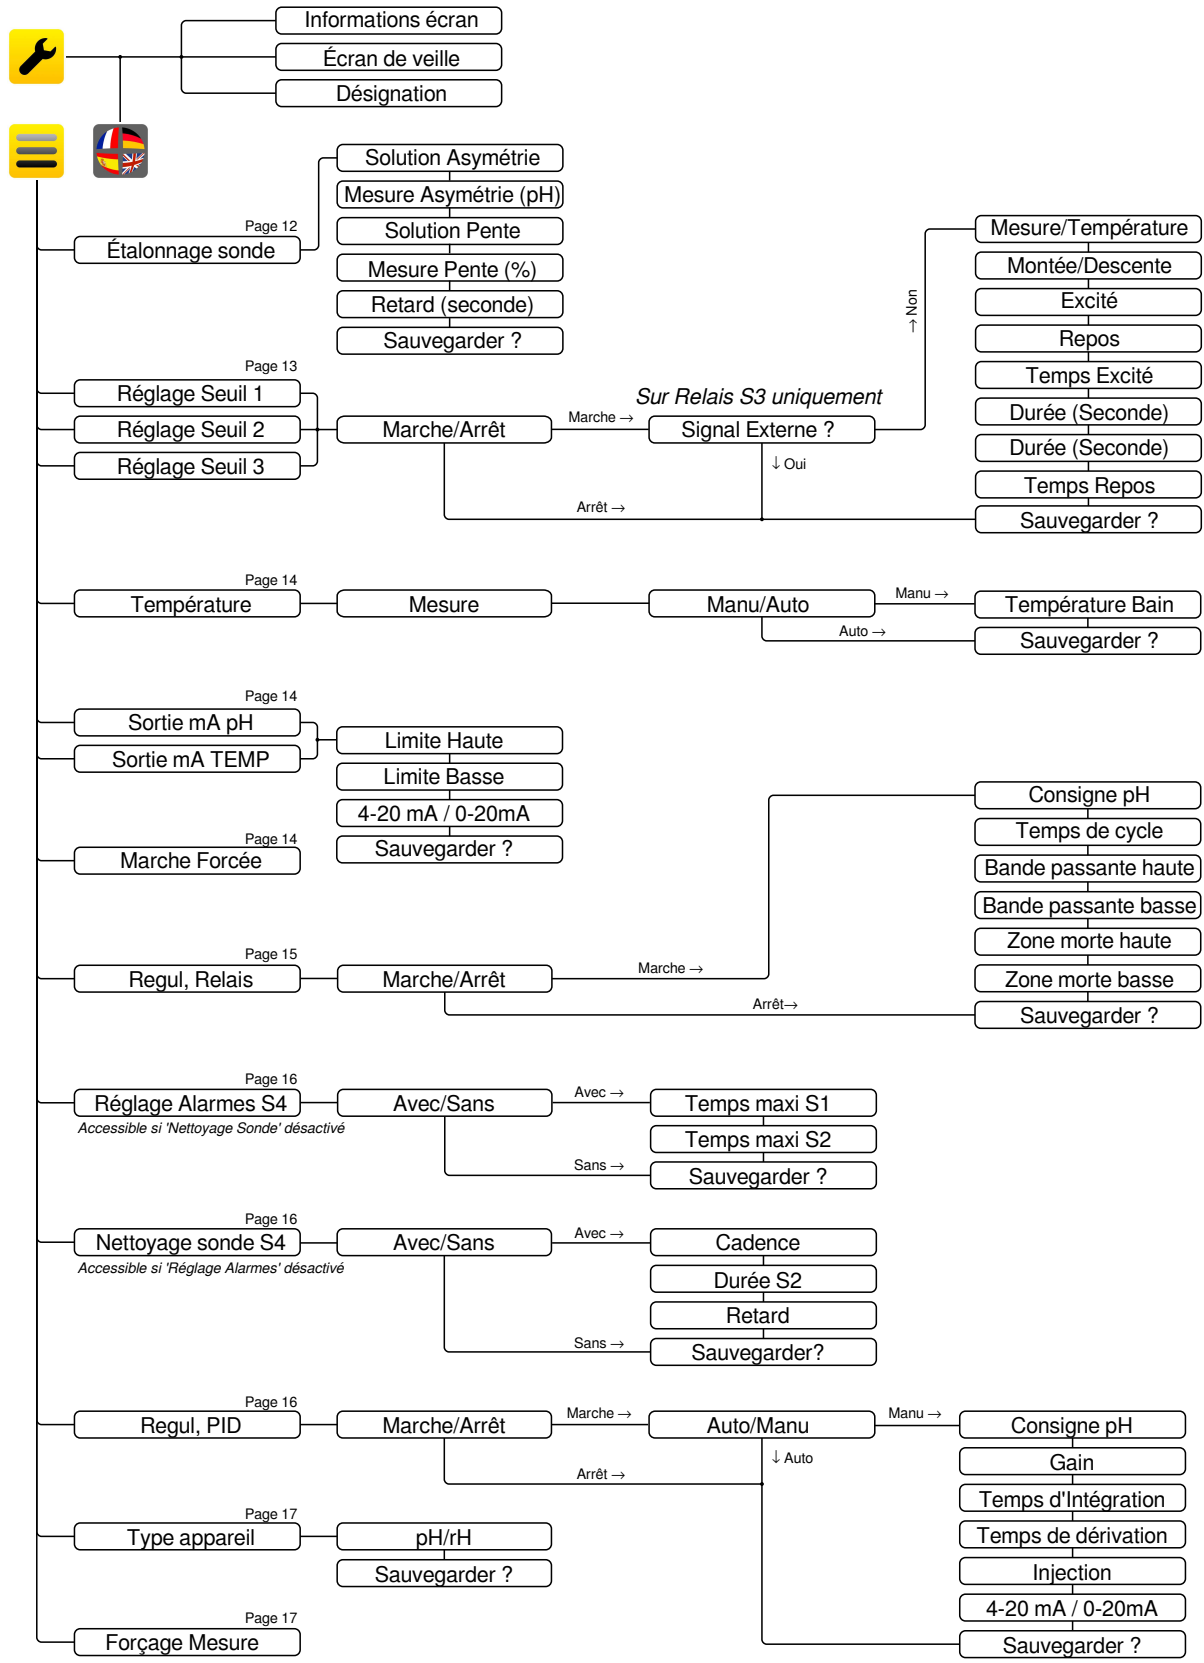 Informations écran
Écran de veille
Désignation
Page 12
Étalonnage sonde
Solution Asymétrie
Mesure Asymétrie (pH)
Solution Pente
Mesure Pente (%)
Retard (seconde)
Sauvegarder ?
Page 13
Réglage Seuil 1
Réglage Seuil 2
Réglage Seuil 3
Marche/Arrêt
Marche →
Arrêt →
Sur Relais S3 uniquement
Signal Externe ?
↓ Oui
→ Non
Mesure/Température
Montée/Descente
Excité
Repos
Temps Excité
Durée (Seconde)
Durée (Seconde)
Temps Repos
Sauvegarder ?
Page 14
Température
Mesure
Manu/Auto
Manu →
Auto →
Température Bain
Sauvegarder ?
Page 14
Sortie mA pH
Sortie mA TEMP
Limite Haute
Limite Basse
4-20 mA / 0-20mA
Sauvegarder ?
Page 14
Marche Forcée
Page 15
Regul, Relais
Marche/Arrêt
Marche →
Arrêt→
Consigne pH
Temps de cycle
Bande passante haute
Bande passante basse
Zone morte haute
Zone morte basse
Sauvegarder ?
Page 16
Réglage Alarmes S4
Accessible si 'Nettoyage Sonde' désactivé
Avec/Sans
Avec →
Sans →
Temps maxi S1
Temps maxi S2
Sauvegarder ?
Page 16
Nettoyage sonde S4
Accessible si 'Réglage Alarmes' désactivé
Avec/Sans
Avec →
Sans →
Cadence
Durée S2
Retard
Sauvegarder?
Page 16
Regul, PID
Marche/Arrêt
Marche →
Arrêt →
Auto/Manu
↓ Auto
Manu →
Consigne pH
Gain
Temps d'Intégration
Temps de dérivation
Injection
4-20 mA / 0-20mA
Sauvegarder ?
Page 17
Type appareil
pH/rH
Sauvegarder ?
Page 17
Forçage Mesure